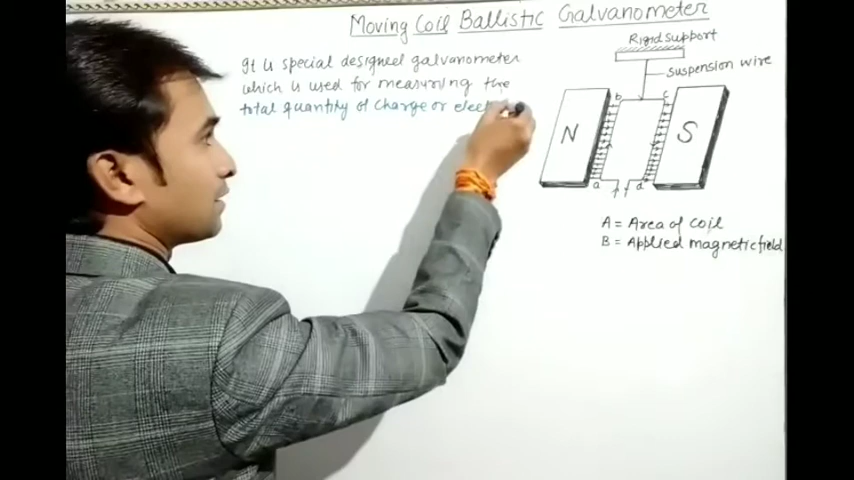 Moving Coil Ballistic Galvanometer
It is special designed galvanometer
which is used for measuring the
total quantity of charge or elect
Rigid support
suspension wire
b c
N S
a d
A = Area of coil
B = Applied magnetic field